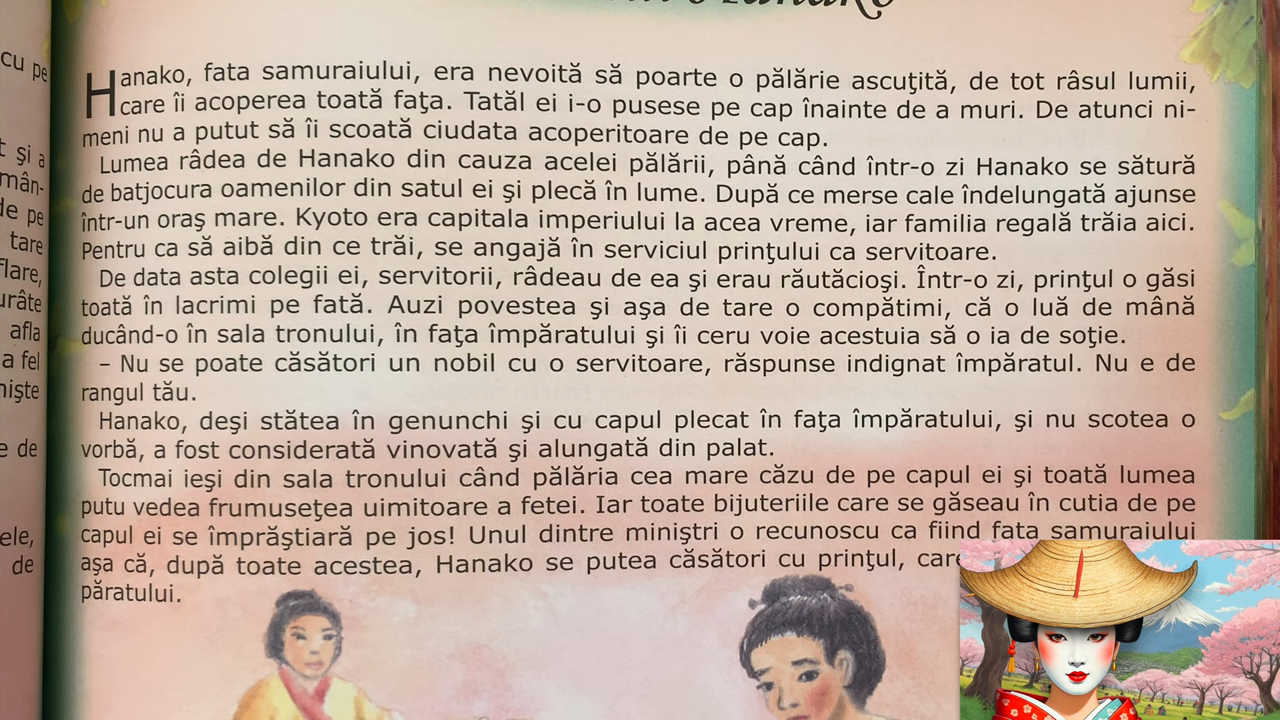 Hanako, fata samuraiului, era nevoită să poarte o pălărie ascuţită, de tot râsul lumii,
care îi acoperea toată faţa. Tatăl ei i-o pusese pe cap înainte de a muri. De atunci ni-
meni nu a putut să îi scoată ciudata acoperitoare de pe cap.
Lumea râdea de Hanako din cauza acelei pălării, până când într-o zi Hanako se sătură
de batjocura oamenilor din satul ei şi plecă în lume. După ce merse cale îndelungată ajunse
într-un oraş mare. Kyoto era capitala imperiului la acea vreme, iar familia regală trăia aici.
Pentru ca să aibă din ce trăi, se angajă în serviciul prinţului ca servitoare.
De data asta colegii ei, servitorii, râdeau de ea şi erau răutăcioşi. Într-o zi, prinţul o găsi
toată în lacrimi pe fată. Auzi povestea şi aşa de tare o compătimi, că o luă de mână
ducând-o în sala tronului, în faţa împăratului şi îi ceru voie acestuia să o ia de soţie.
– Nu se poate căsători un nobil cu o servitoare, răspunse indignat împăratul. Nu e de
rangul tău.
Hanako, deşi stătea în genunchi şi cu capul plecat în faţa împăratului, şi nu scotea o
vorbă, a fost considerată vinovată şi alungată din palat.
Tocmai ieşi din sala tronului când pălăria cea mare căzu de pe capul ei şi toată lumea
putu vedea frumuseţea uimitoare a fetei. Iar toate bijuteriile care se găseau în cutia de pe
capul ei se împrăştiară pe jos! Unul dintre miniştri o recunoscu ca fiind fata samuraiului
aşa că, după toate acestea, Hanako se putea căsători cu prinţul, care
păratului.
cu pe
t şi a
mân-
de pe
tare
flare,
urâte
afla
a fel
nişte
e de
ele,
de